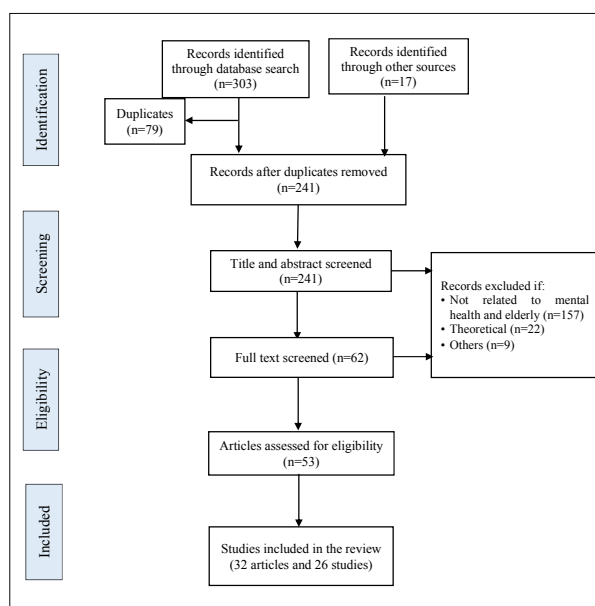 Identification
Records identified
through database search
(n=303)
Records identified
through other sources
(n=17)
Duplicates
(n=79)
Records after duplicates removed
(n=241)
Screening
Title and abstract screened
(n=241)
Records excluded if:
• Not related to mental
health and elderly (n=157)
• Theoretical (n=22)
• Others (n=9)
Full text screened (n=62)
Eligibility
Articles assessed for eligibility
(n=53)
Included
Studies included in the review
(32 articles and 26 studies)